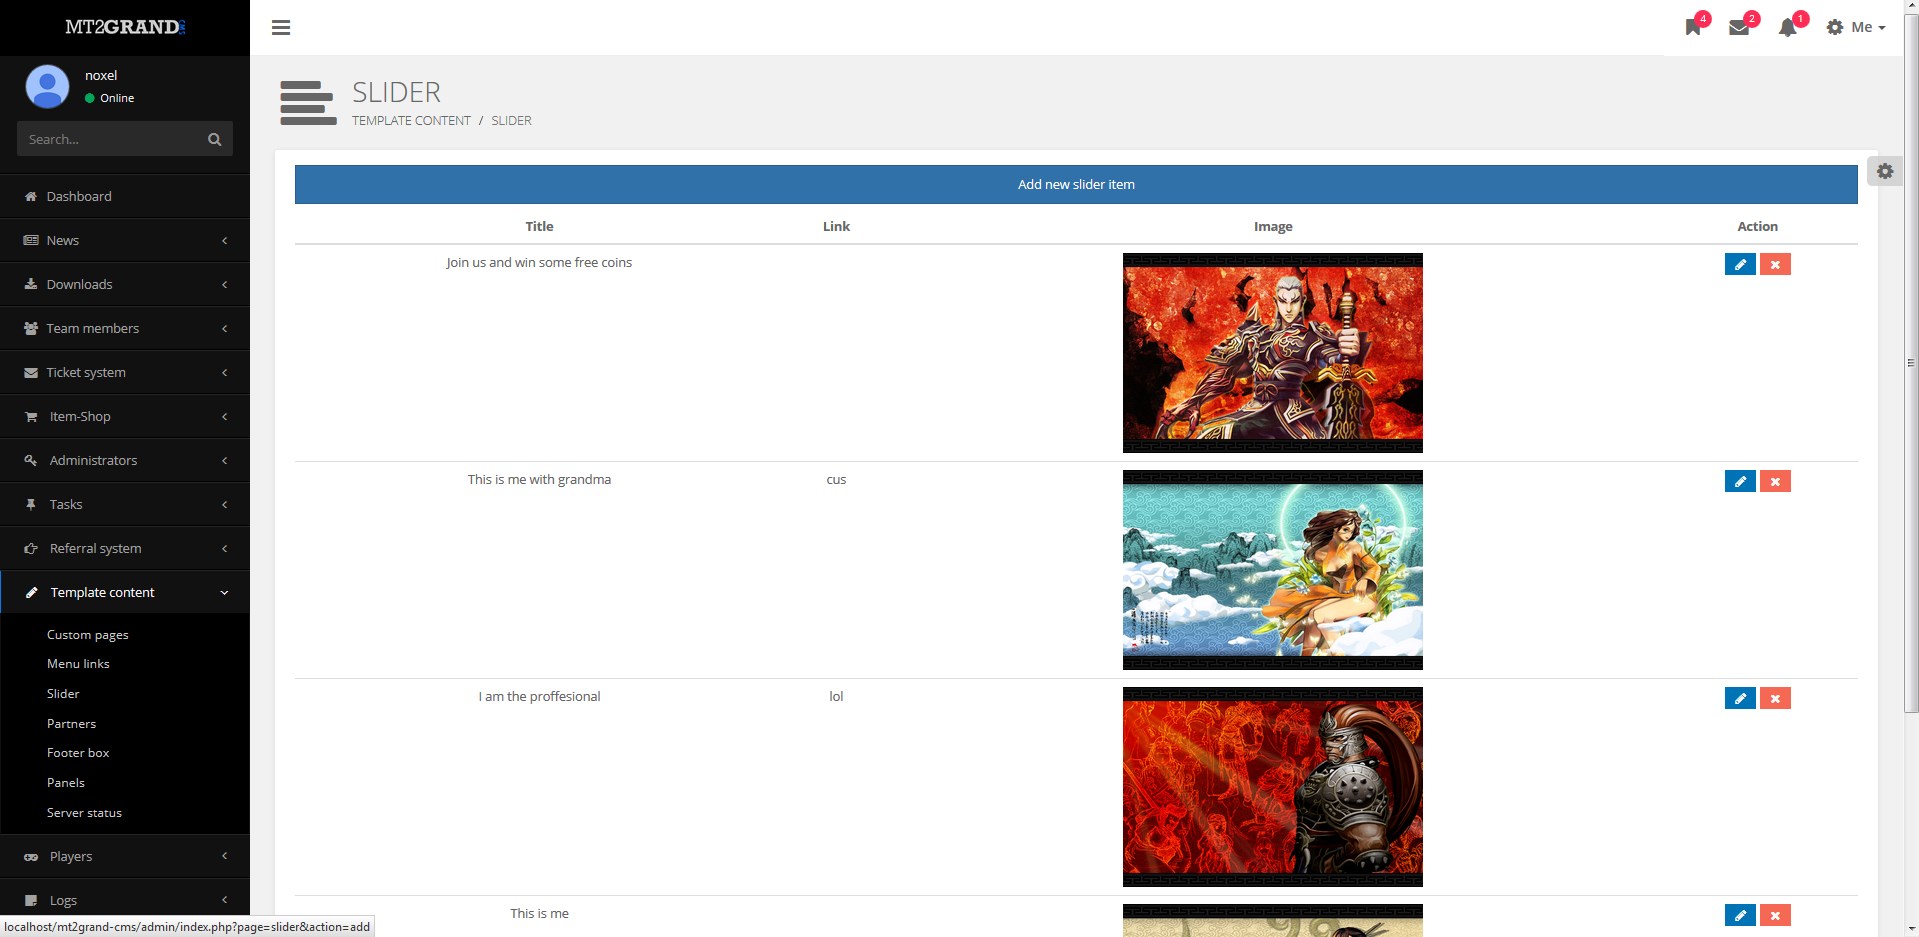 MT2GRAND CMS
noxel
Online
Search...
Dashboard
News
Downloads
Team members
Ticket system
Item-Shop
Administrators
Tasks
Referral system
Template content
Custom pages
Menu links
Slider
Partners
Footer box
Panels
Server status
Players
Logs
localhost/mt2grand-cms/admin/index.php?page=slider&action=add
4
2
1
Me
SLIDER
TEMPLATE CONTENT / SLIDER
Add new slider item
Title Link Image Action
Join us and win some free coins
This is me with grandma cus
I am the proffesional lol
This is me